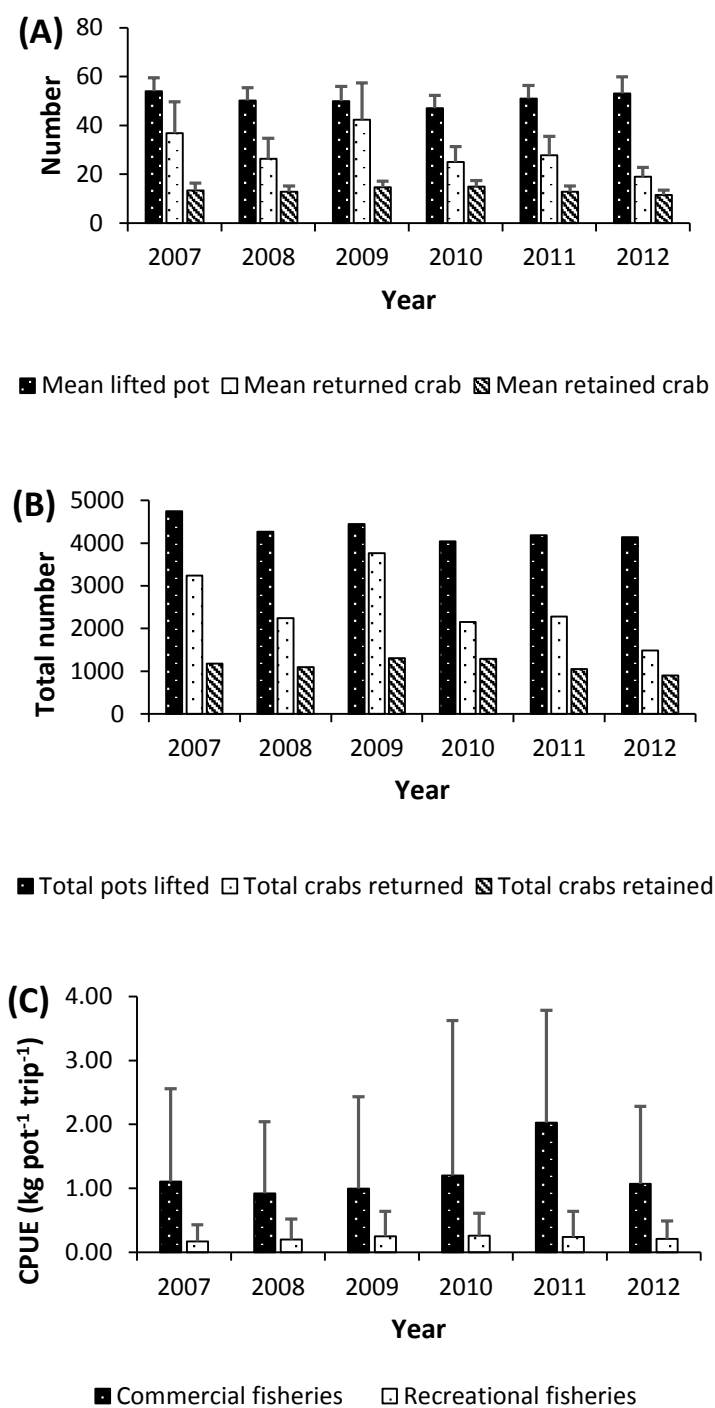 (A)
Number
80
60
40
20
0
2007 2008 2009 2010 2011 2012
Year
Mean lifted pot Mean returned crab Mean retained crab
(B)
Total number
5000
4000
3000
2000
1000
0
2007 2008 2009 2010 2011 2012
Year
Total pots lifted Total crabs returned Total crabs retained
(C)
CPUE (kg pot⁻¹ trip⁻¹)
4.00
3.00
2.00
1.00
0.00
2007 2008 2009 2010 2011 2012
Year
Commercial fisheries Recreational fisheries